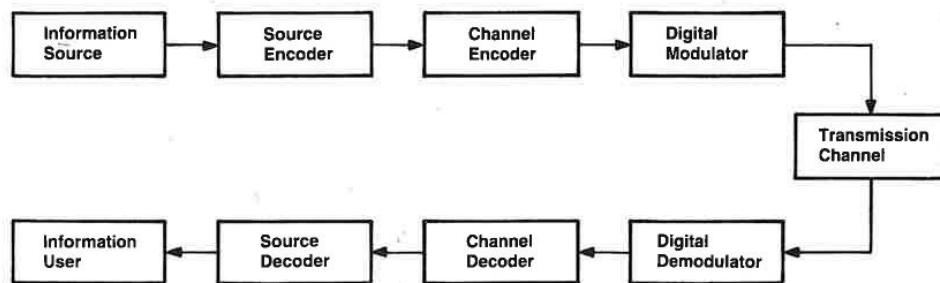 Information
Source
Source
Encoder
Channel
Encoder
Digital
Modulator
Transmission
Channel
Information
User
Source
Decoder
Channel
Decoder
Digital
Demodulator